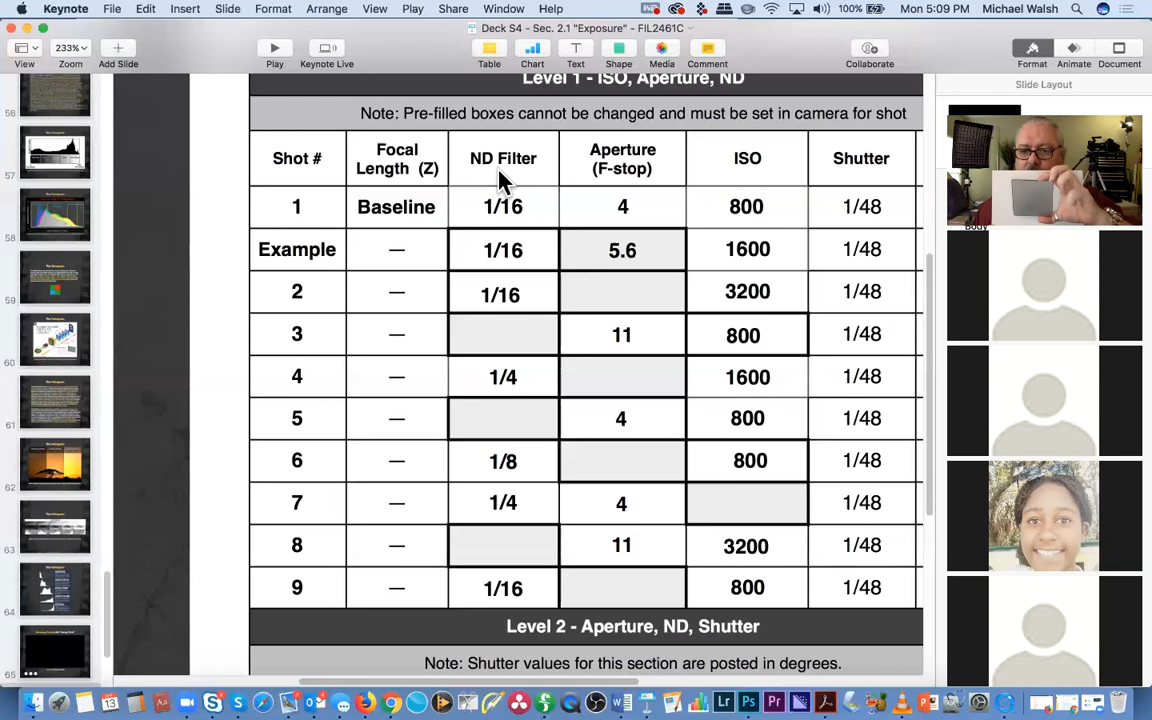 Keynote File Edit Insert Slide Format Arrange View Play Share Window Help 100% Mon 5:09 PM Michael Walsh
Deck S4 - Sec. 2.1 "Exposure" - FIL2461C
233%
View Zoom Add Slide Play Keynote Live Table Chart Text Shape Media Comment Collaborate Format Animate Document
Slide Layout
Level 1 - ISO, Aperture, ND
Note: Pre-filled boxes cannot be changed and must be set in camera for shot
Shot # Focal Length (Z) ND Filter Aperture (F-stop) ISO Shutter
1 Baseline 1/16 4 800 1/48
Example — 1/16 5.6 1600 1/48
2 — 1/16 3200 1/48
3 — 11 800 1/48
4 — 1/4 1600 1/48
5 — 4 800 1/48
6 — 1/8 800 1/48
7 — 1/4 4 1/48
8 — 11 3200 1/48
9 — 1/16 800 1/48
Level 2 - Aperture, ND, Shutter
Note: Shutter values for this section are posted in degrees.
Body
56
57
58
59
60
61
62
63
64
65
13
Lr Ps Pr